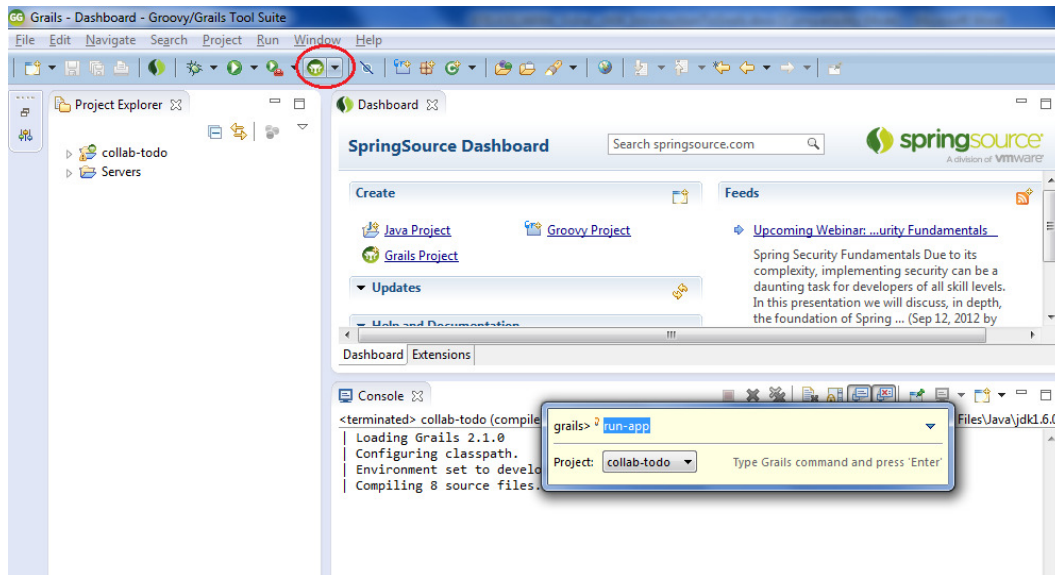 Grails - Dashboard - Groovy/Grails Tool Suite
File Edit Navigate Search Project Run Window Help
Project Explorer
collab-todo
Servers
Dashboard
SpringSource Dashboard
Search springsource.com
springsource
A division of vmware
Create
Java Project
Groovy Project
Grails Project
Updates
Help and Documentation
Feeds
Upcoming Webinar: ...urity Fundamentals
Spring Security Fundamentals Due to its
complexity, implementing security can be a
daunting task for developers of all skill levels.
In this presentation we will discuss, in depth,
the foundation of Spring ... (Sep 12, 2012 by
Dashboard Extensions
Console
<terminated> collab-todo (compile Files\Java\jdk1.6.0
Loading Grails 2.1.0
Configuring classpath.
Environment set to develo
Compiling 8 source files.
grails> run-app
Project: collab-todo Type Grails command and press 'Enter'